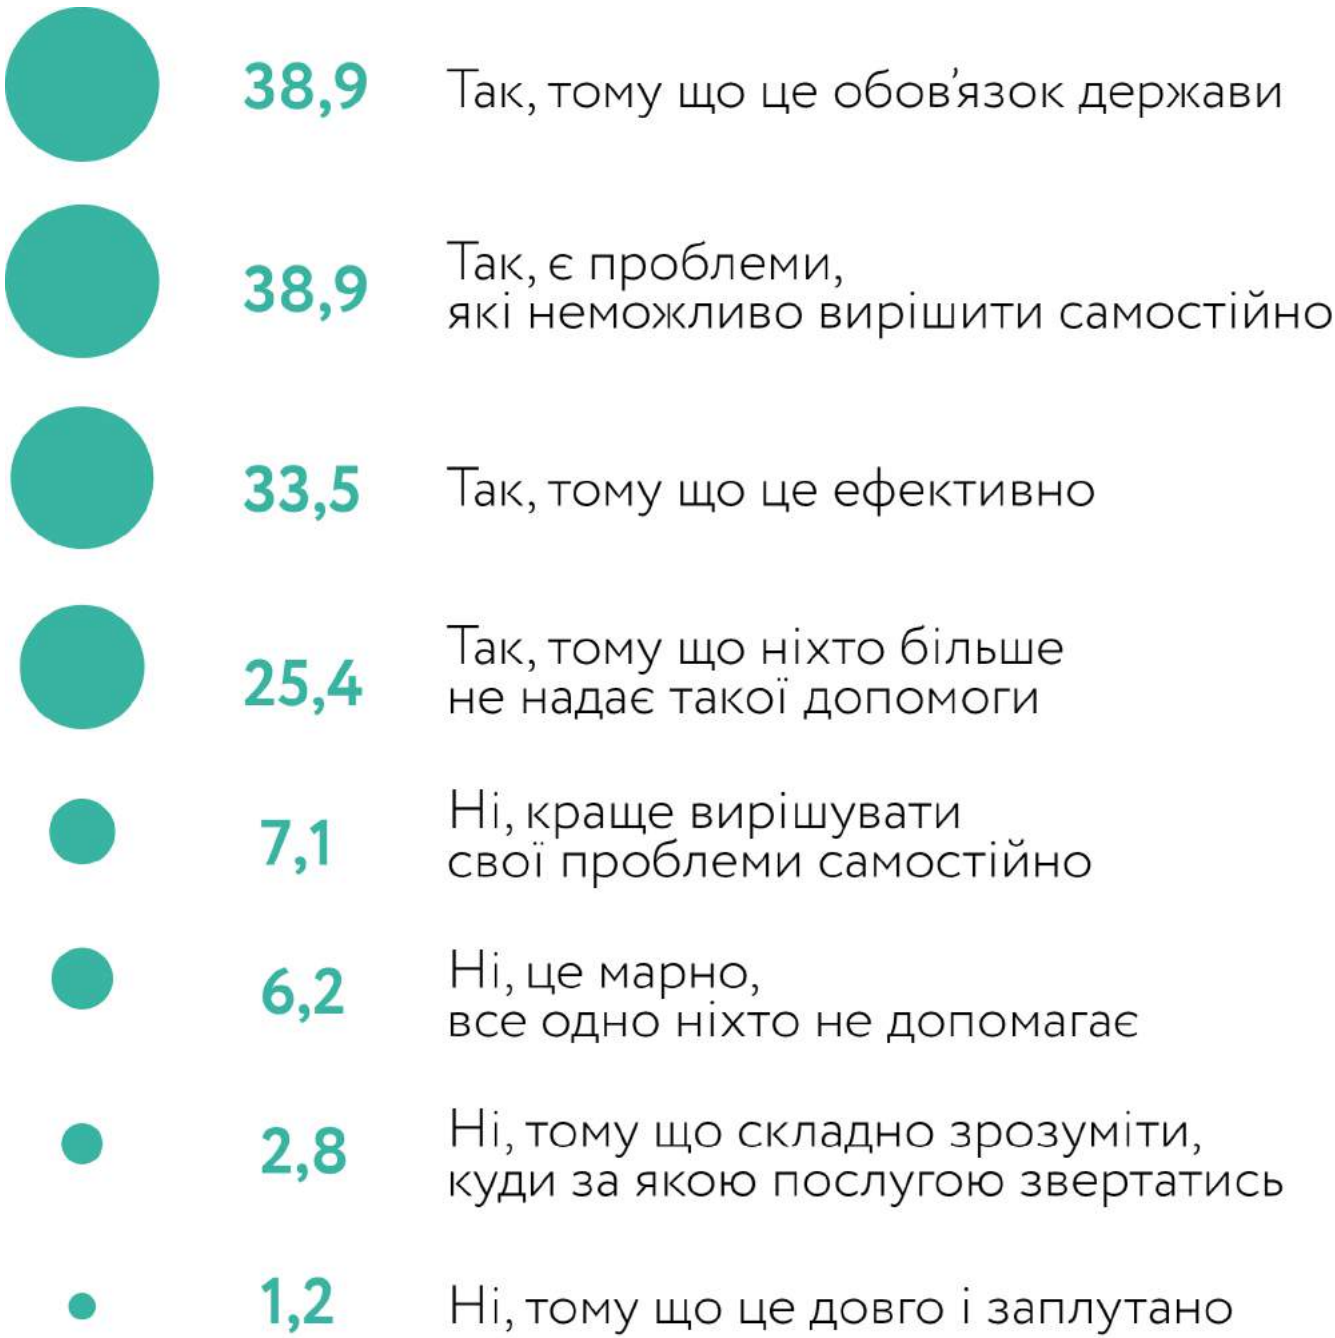 38,9 Так, тому що це обов'язок держави
38,9 Так, є проблеми,
які неможливо вирішити самостійно
33,5 Так, тому що це ефективно
25,4 Так, тому що ніхто більше
не надає такої допомоги
7,1 Ні, краще вирішувати
свої проблеми самостійно
6,2 Ні, це марно,
все одно ніхто не допомагає
2,8 Ні, тому що складно зрозуміти,
куди за якою послугою звертатись
1,2 Ні, тому що це довго і заплутано